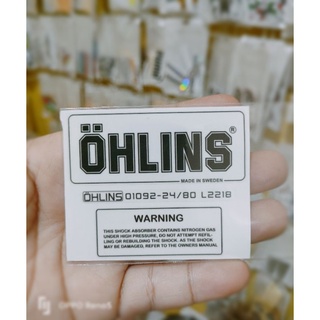 ÖHLINS®
MADE IN SWEDEN
ÖHLINS 01092-24/80 L2218
WARNING
THIS SHOCK ABSORBER CONTAINS NITROGEN GAS
UNDER HIGH PRESSURE, DO NOT ATTEMPT REFIL-
LING OR REBUILDING THE SHOCK. AS THE SHOCK
MAY BE DAMAGED, REFER TO THE OWNERS MANUAL
OPPO Reno5